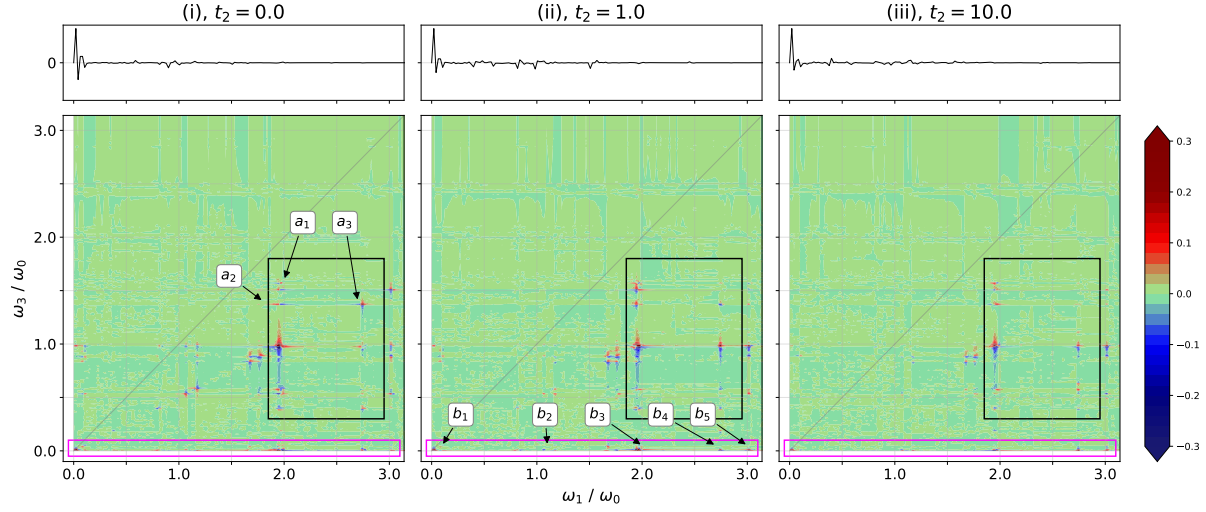 (i), t₂ = 0.0
(ii), t₂ = 1.0
(iii), t₂ = 10.0
0
3.0
2.0
1.0
0.0
ω₃ / ω₀
a₁
a₃
a₂
b₁
b₂
b₃
b₄
b₅
0.0
1.0
2.0
3.0
0.0
1.0
2.0
3.0
0.0
1.0
2.0
3.0
ω₁ / ω₀
0.3
0.2
0.1
0.0
−0.1
−0.2
−0.3